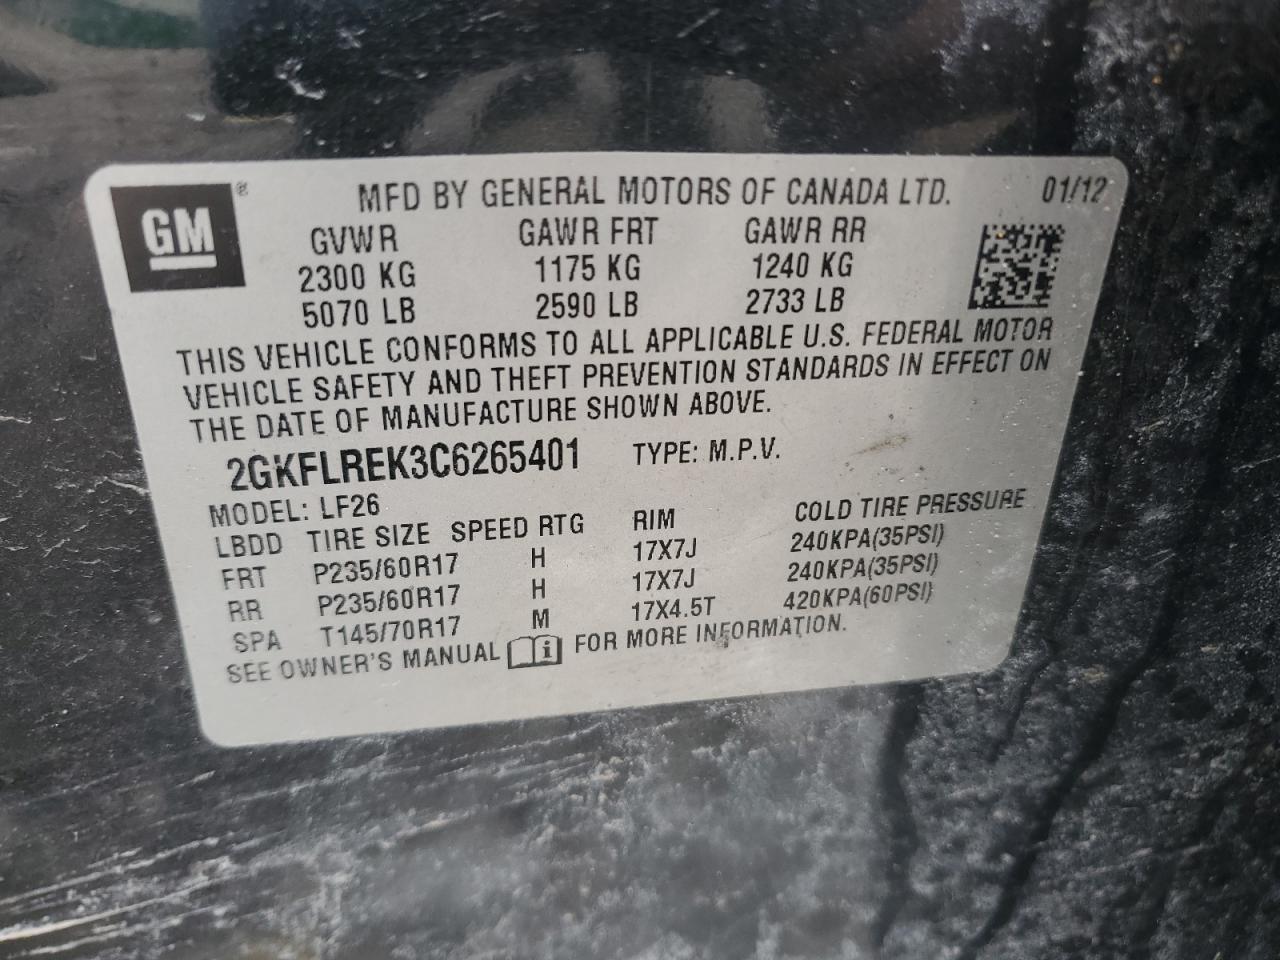 GM ® MFD BY GENERAL MOTORS OF CANADA LTD. 01/12
GVWR GAWR FRT GAWR RR
2300 KG 1175 KG 1240 KG
5070 LB 2590 LB 2733 LB
THIS VEHICLE CONFORMS TO ALL APPLICABLE U.S. FEDERAL MOTOR
VEHICLE SAFETY AND THEFT PREVENTION STANDARDS IN EFFECT ON
THE DATE OF MANUFACTURE SHOWN ABOVE.
2GKFLREK3C6265401 TYPE: M.P.V.
MODEL: LF26
LBDD TIRE SIZE SPEED RTG RIM COLD TIRE PRESSURE
FRT P235/60R17 H 17X7J 240KPA(35PSI)
RR P235/60R17 H 17X7J 240KPA(35PSI)
SPA T145/70R17 M 17X4.5T 420KPA(60PSI)
SEE OWNER'S MANUAL i FOR MORE INFORMATION.